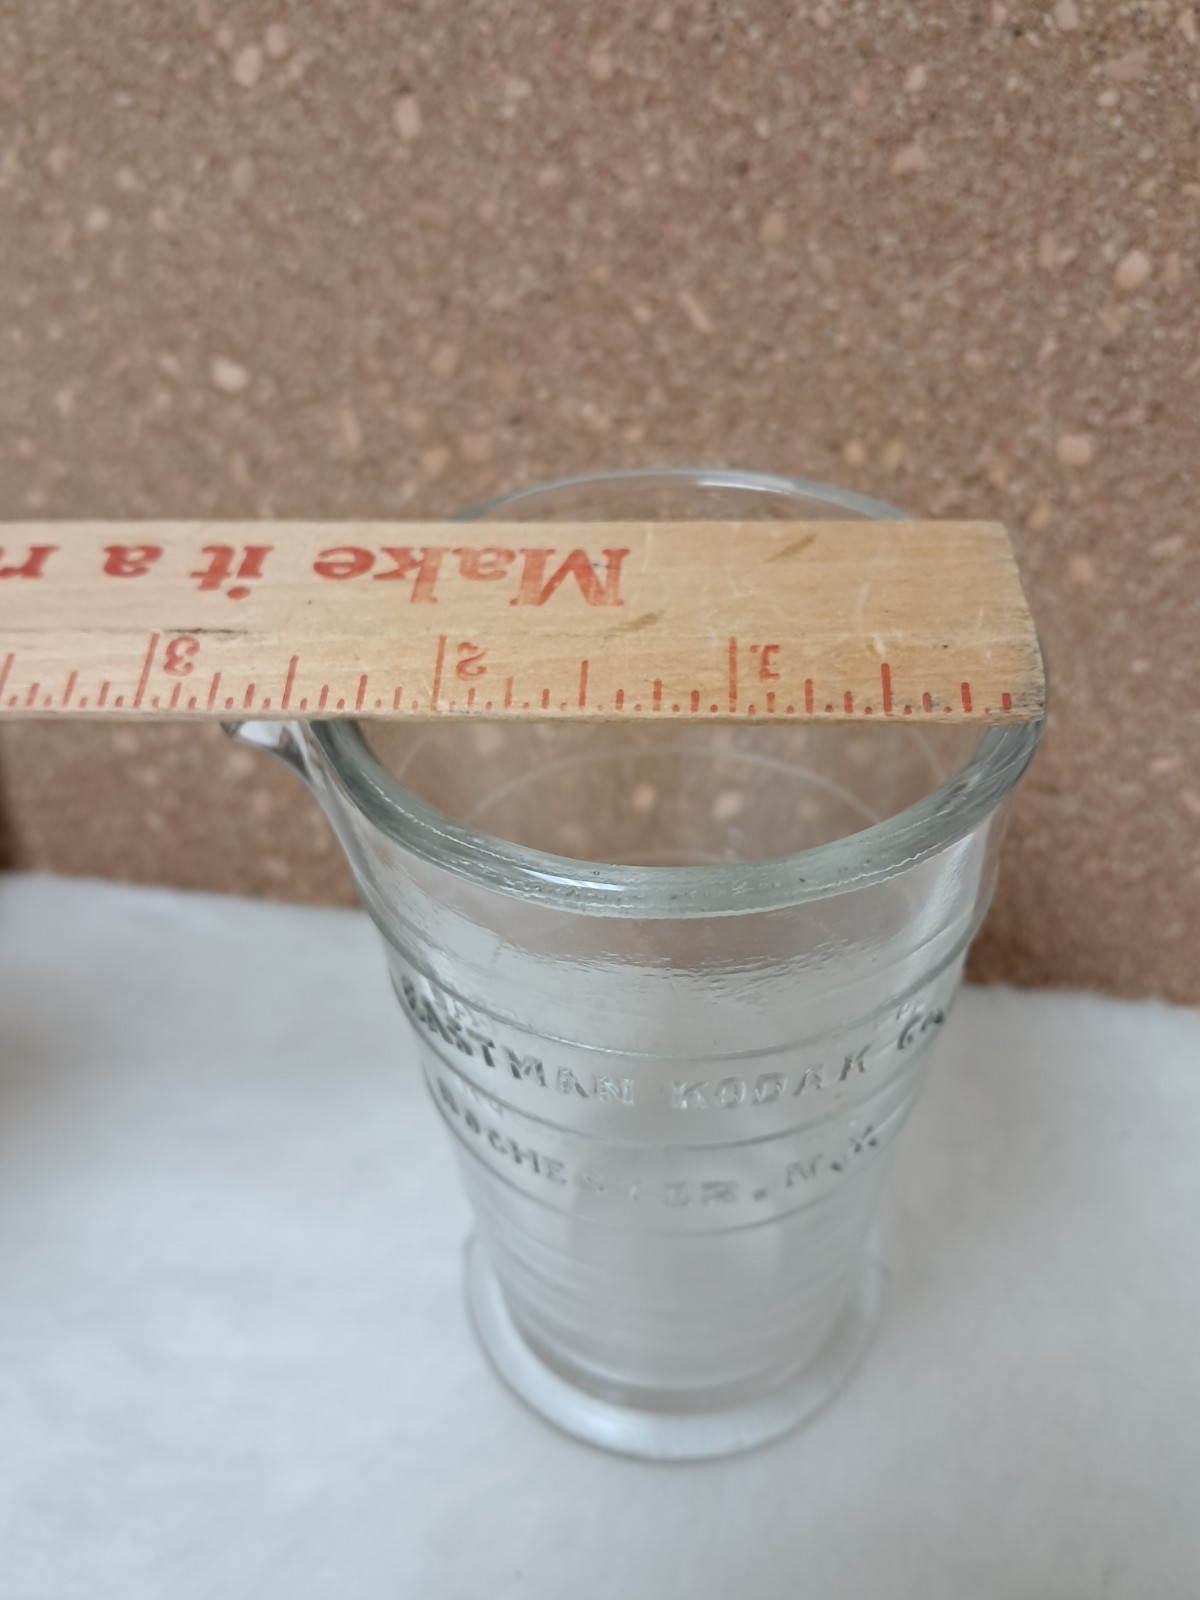 Make it a r
1 2 3
EASTMAN KODAK CO.
ROCHESTER, N.Y.